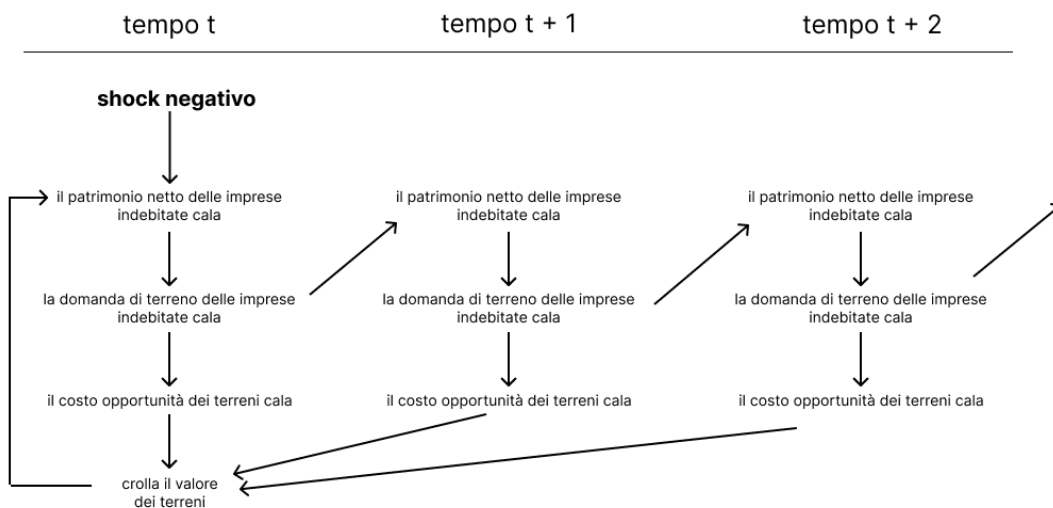 tempo t
tempo t + 1
tempo t + 2
shock negativo
il patrimonio netto delle imprese
indebitate cala
il patrimonio netto delle imprese
indebitate cala
il patrimonio netto delle imprese
indebitate cala
la domanda di terreno delle imprese
indebitate cala
la domanda di terreno delle imprese
indebitate cala
la domanda di terreno delle imprese
indebitate cala
il costo opportunità dei terreni cala
il costo opportunità dei terreni cala
il costo opportunità dei terreni cala
crolla il valore
dei terreni